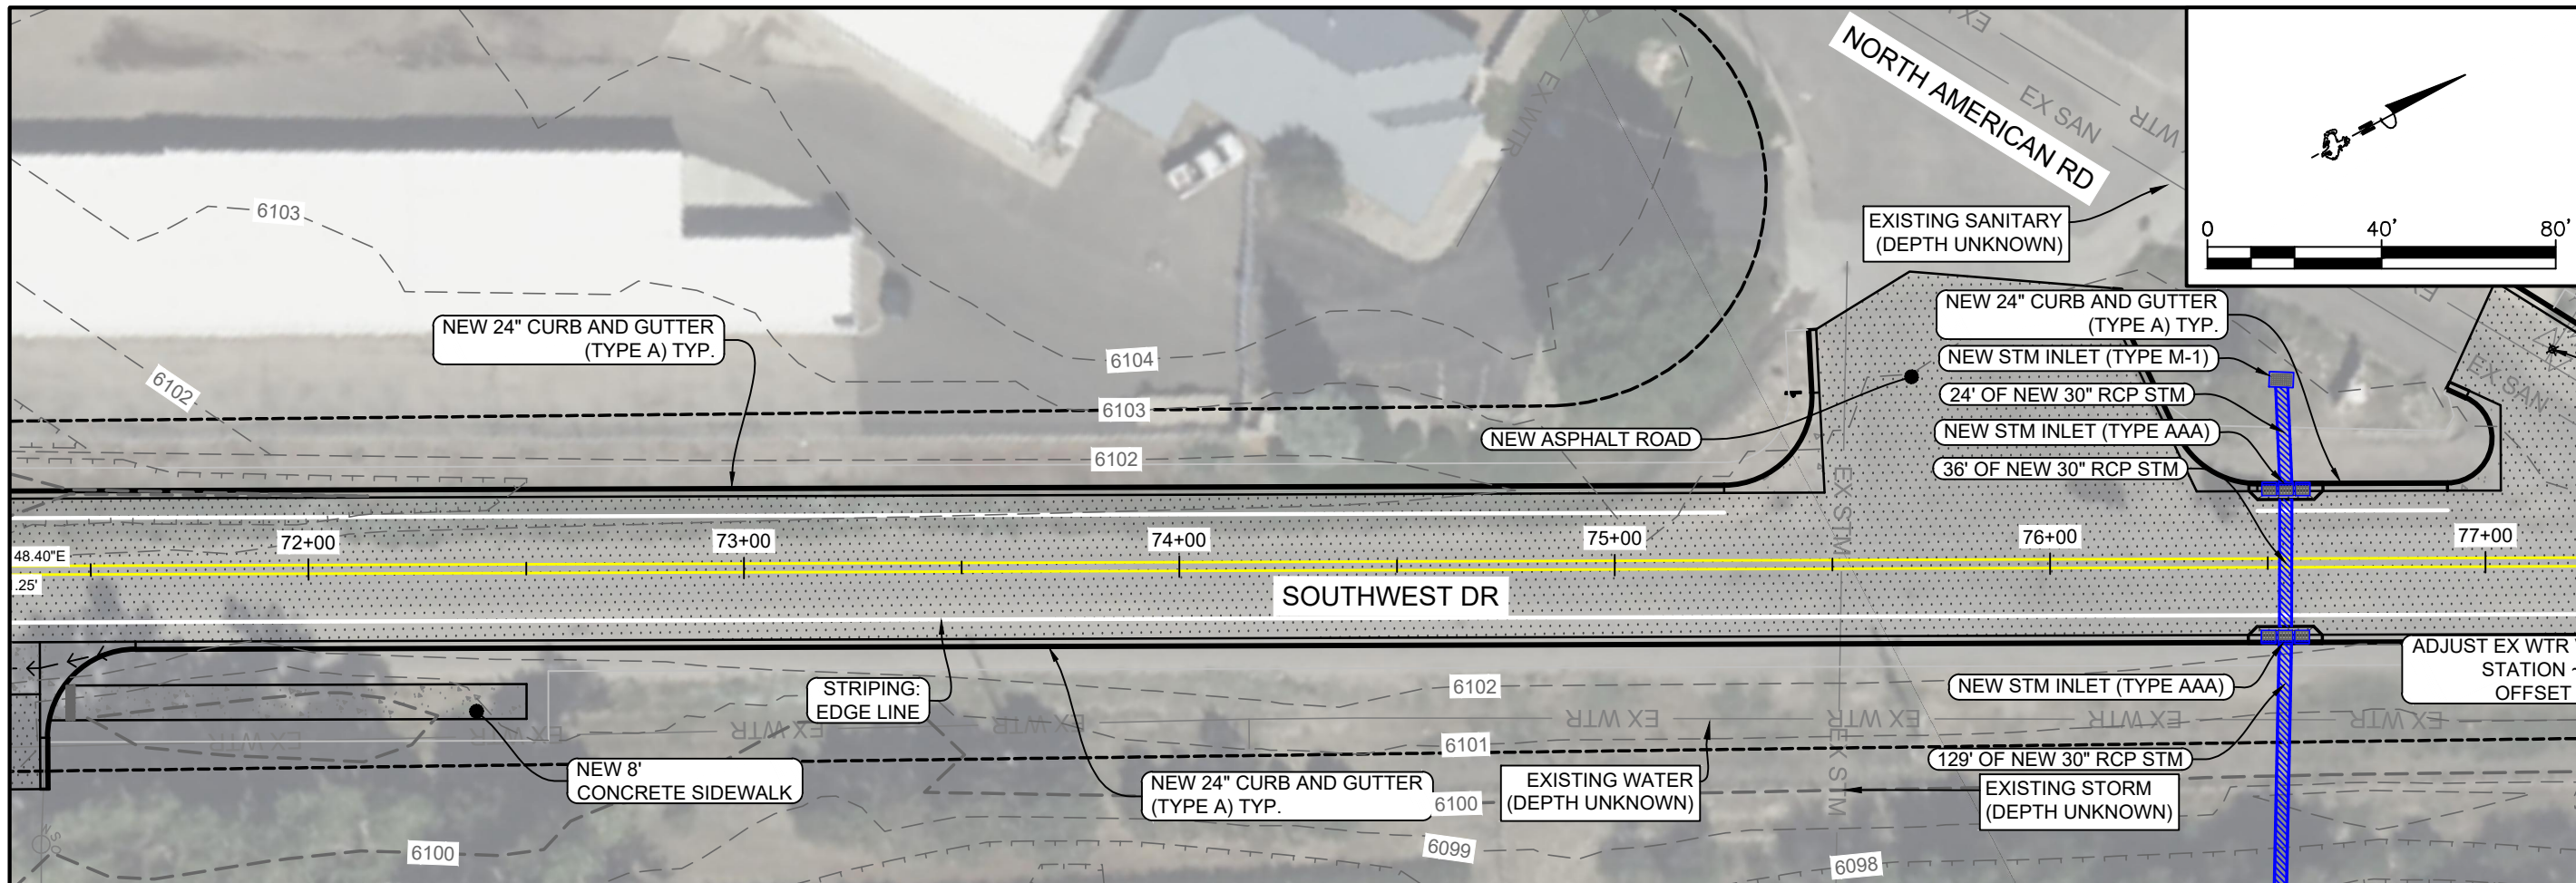 NORTH AMERICAN RD
EX SAN
WTR
EX WTR
0 40' 80'
EXISTING SANITARY
(DEPTH UNKNOWN)
6103
NEW 24" CURB AND GUTTER
(TYPE A) TYP.
NEW 24" CURB AND GUTTER
(TYPE A) TYP.
NEW STM INLET (TYPE M-1)
24' OF NEW 30" RCP STM
NEW STM INLET (TYPE AAA)
36' OF NEW 30" RCP STM
NEW ASPHALT ROAD
EX SAN
6104
6102
6103
6102
EX STM
72+00 73+00 74+00 75+00 76+00 77+00
48.40"E
.25'
SOUTHWEST DR
ADJUST EX WTR
STATION ~
OFFSET
STRIPING:
EDGE LINE
NEW STM INLET (TYPE AAA)
6102
EX WTR EX WTR EX WTR EX WTR EX WTR EX WTR EX WTR EX WTR
6101
129' OF NEW 30" RCP STM
NEW 8'
CONCRETE SIDEWALK
NEW 24" CURB AND GUTTER
(TYPE A) TYP.
EXISTING WATER
(DEPTH UNKNOWN)
EXISTING STORM
(DEPTH UNKNOWN)
EX STM
6100
6100
6099
6098